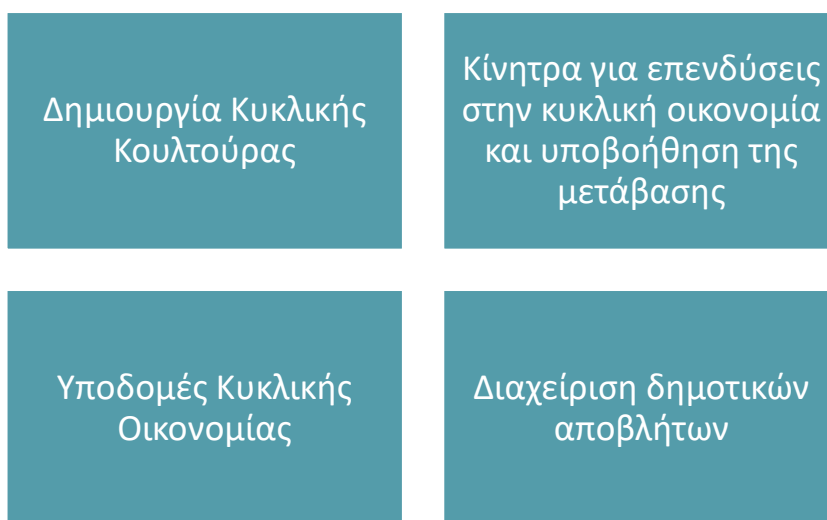 Δημιουργία Κυκλικής
Κουλτούρας
Κίνητρα για επενδύσεις
στην κυκλική οικονομία
και υποβοήθηση της
μετάβασης
Υποδομές Κυκλικής
Οικονομίας
Διαχείριση δημοτικών
αποβλήτων